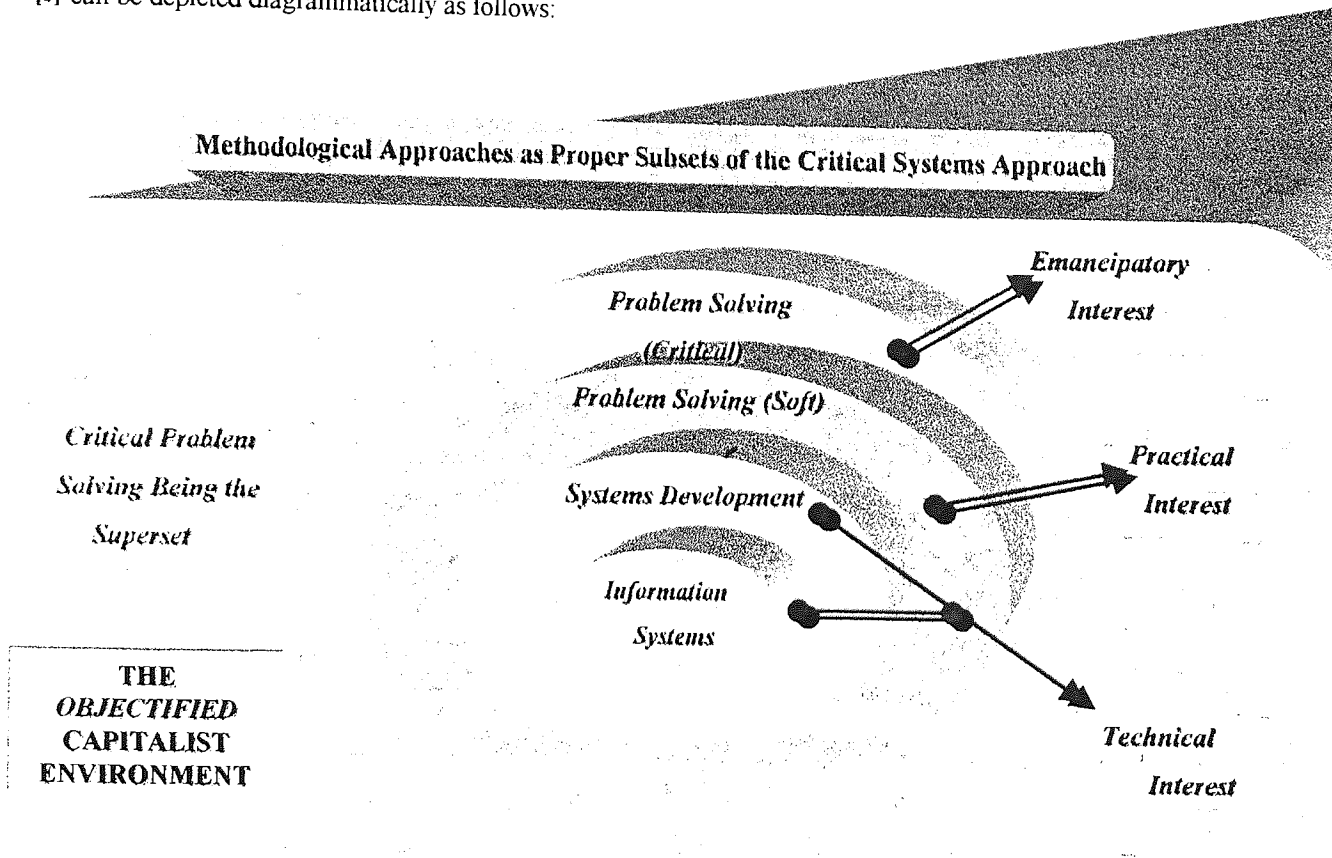 can be depicted diagrammatically as follows:
Methodological Approaches as Proper Subsets of the Critical Systems Approach
Emancipatory
Interest
Problem Solving
(Critical)
Problem Solving (Soft)
Critical Problem
Solving Being the
Superset
Practical
Interest
Systems Development
Information
Systems
THE
OBJECTIFIED
CAPITALIST
ENVIRONMENT
Technical
Interest